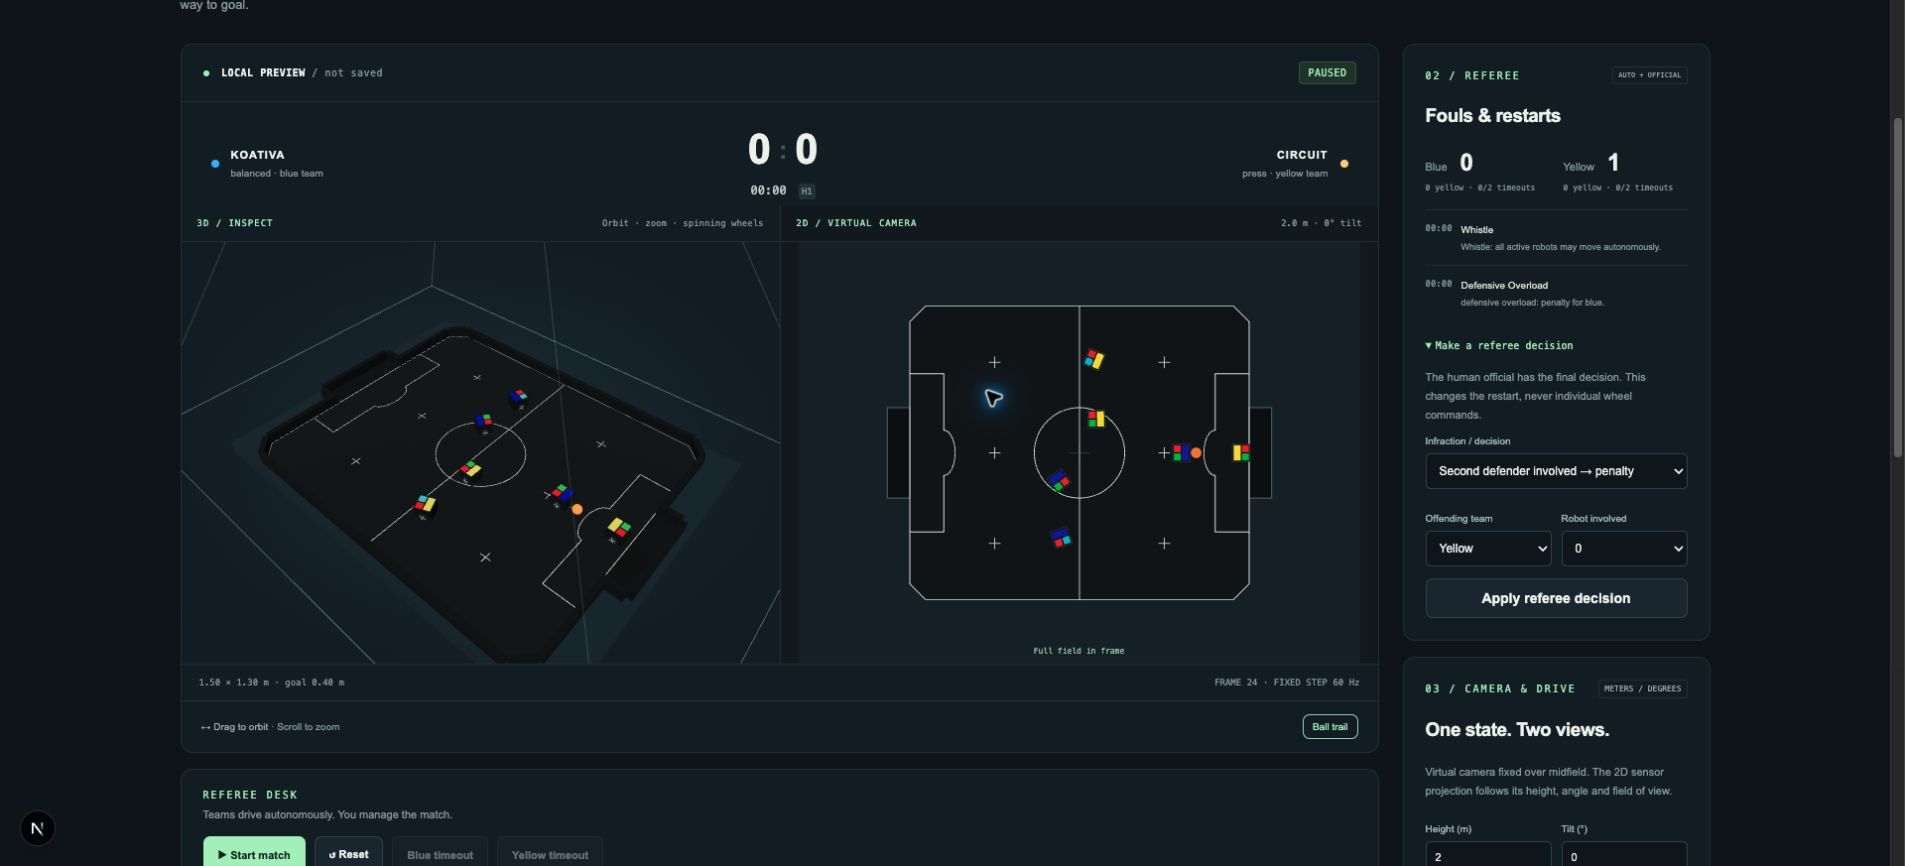 way to goal.
LOCAL PREVIEW / not saved
PAUSED
KOATIVA
balanced · blue team
0 : 0
00:00 H1
CIRCUIT
press · yellow team
3D / INSPECT
Orbit · zoom · spinning wheels
2D / VIRTUAL CAMERA
2.0 m · 0° tilt
Full field in frame
1.50 × 1.30 m · goal 0.40 m
FRAME 24 · FIXED STEP 60 Hz
↔ Drag to orbit · Scroll to zoom
Ball trail
REFEREE DESK
Teams drive autonomously. You manage the match.
▶ Start match
↺ Reset
Blue timeout
Yellow timeout
N
02 / REFEREE
AUTO + OFFICIAL
Fouls & restarts
Blue 0
0 yellow · 0/2 timeouts
Yellow 1
0 yellow · 0/2 timeouts
00:00 Whistle
Whistle: all active robots may move autonomously.
00:00 Defensive Overload
defensive overload: penalty for blue.
▼ Make a referee decision
The human official has the final decision. This
changes the restart, never individual wheel
commands.
Infraction / decision
Second defender involved → penalty
Offending team
Yellow
Robot involved
0
Apply referee decision
03 / CAMERA & DRIVE
METERS / DEGREES
One state. Two views.
Virtual camera fixed over midfield. The 2D sensor
projection follows its height, angle and field of view.
Height (m)
2
Tilt (°)
0